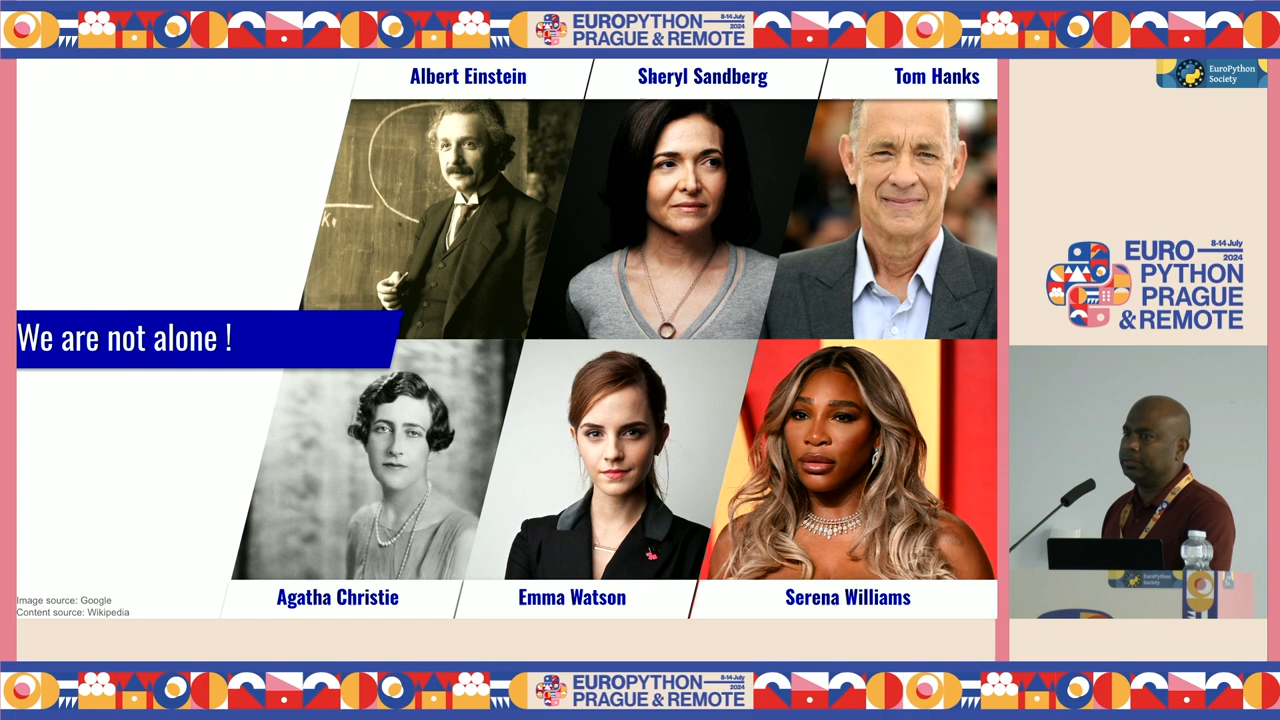 EUROPYTHON
8-14 July
2024
PRAGUE & REMOTE
Albert Einstein
Sheryl Sandberg
Tom Hanks
EuroPython
Society
EURO
8-14 July
2024
PYTHON
PRAGUE
& REMOTE
We are not alone !
Agatha Christie
Emma Watson
Serena Williams
Image source: Google
Content source: Wikipedia
EuroPython
Society
EUROPYTHON
8-14 July
2024
PRAGUE & REMOTE